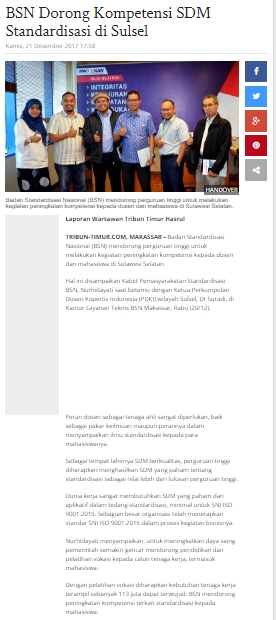 BSN Dorong Kompetensi SDM
Standardisasi di Sulsel
Kamis, 21 Desember 2017 17:58
INTEGRITAS
HANDOVER
Badan Standardisasi Nasional (BSN) mendorong perguruan tinggi untuk melakukan
kegiatan peningkatan kompetensi kepada dosen dan mahasiswa di Sulawesi Selatan.
Laporan Wartawan Tribun Timur Hasrul
TRIBUN-TIMUR.COM, MAKASSAR --Badan Standardisasi
Nasional (BSN) mendorong perguruan tinggi untuk
melakukan kegiatan peningkatan kompetensi kepada dosen
dan mahasiswa di Sulawesi Selatan.
Hal ini disampaikan Kabid Pemasyarakatan Standardisasi
BSN, Nurhidayati saat bertemu dengan Ketua Perkumpulan
Dosen Kopertis Indonesia (PDKI) wilayah Sulsel, Dr Suradi, di
Kantor Layanan Teknis BSN Makassar, Rabu (20/12).
Peran dosen sebagai tenaga ahli sangat diperlukan, baik
sebagai pakar keilmuan maupun perannya dalam
menyampaikan ilmu standardisasi kepada para
mahasiswanya.
Sebagai tempat lahirnya SDM berkualitas, perguruan tinggi
diharapkan menghasilkan SDM yang paham tentang
standardisasi sebagai nilai lebih dari lulusan perguruan tinggi.
Dunia kerja sangat membutuhkan SDM yang paham dan
aplikatif dalam bidang standardisasi, minimal untuk SNI ISO
9001:2015. Sebagian besar organisasi telah menerapkan
standar SNI ISO 9001:2015 dalam proses kegiatan bisnisnya.
Nurhidayati menyampaikan, untuk meningkatkan daya saing
pemerintah semakin gencar mendorong pendidikan dan
pelatihan vokasi kepada calon tenaga kerja, termasuk
mahasiswa.
Dengan pelatihan vokasi diharapkan kebutuhan tenaga kerja
terampil sebanyak 113 juta dapat terwujud. BSN mendorong
peningkatan kompetensi terkait standardisasi kepada
mahasiswa.